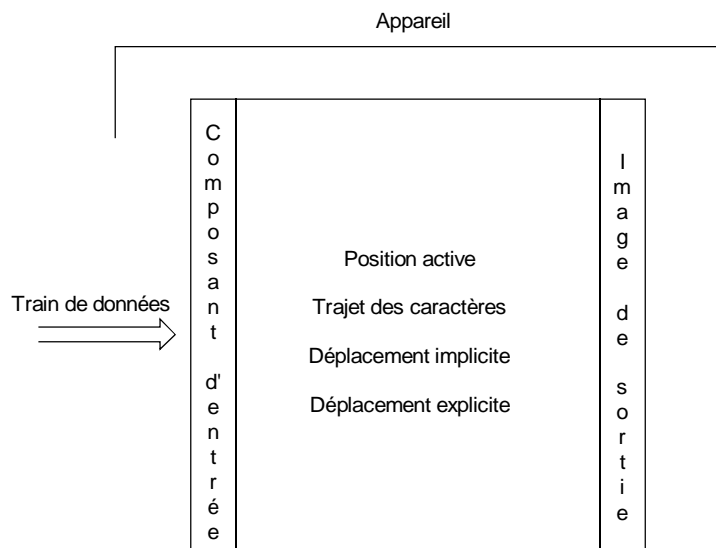 Appareil
Composant d'entrée
Image de sortie
Position active
Train de données
Trajet des caractères
Déplacement implicite
Déplacement explicite